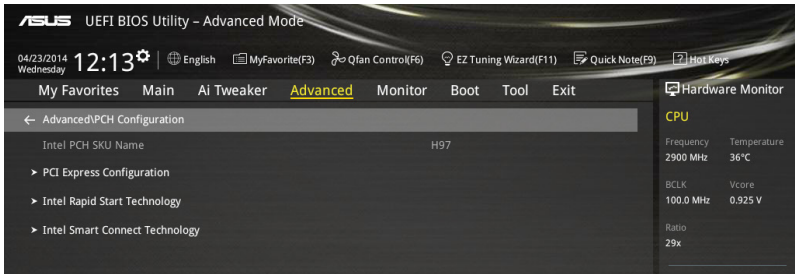 ASUS UEFI BIOS Utility – Advanced Mode
04/23/2014 Wednesday 12:13 English MyFavorite(F3) Qfan Control(F6) EZ Tuning Wizard(F11) Quick Note(F9) ? Hot Keys
My Favorites Main Ai Tweaker Advanced Monitor Boot Tool Exit
Hardware Monitor
← Advanced\PCH Configuration
Intel PCH SKU Name H97
> PCI Express Configuration
> Intel Rapid Start Technology
> Intel Smart Connect Technology
CPU
Frequency Temperature
2900 MHz 36°C
BCLK Vcore
100.0 MHz 0.925 V
Ratio
29x